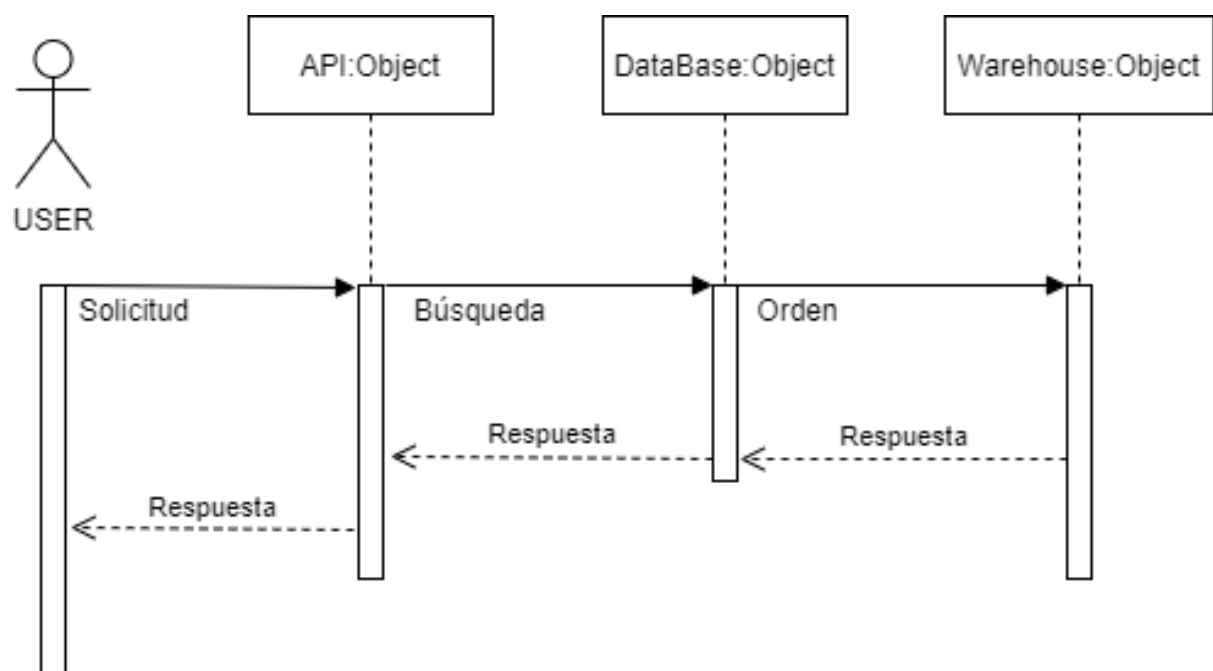 API:Object
DataBase:Object
Warehouse:Object
USER
Solicitud
Búsqueda
Orden
Respuesta
Respuesta
Respuesta